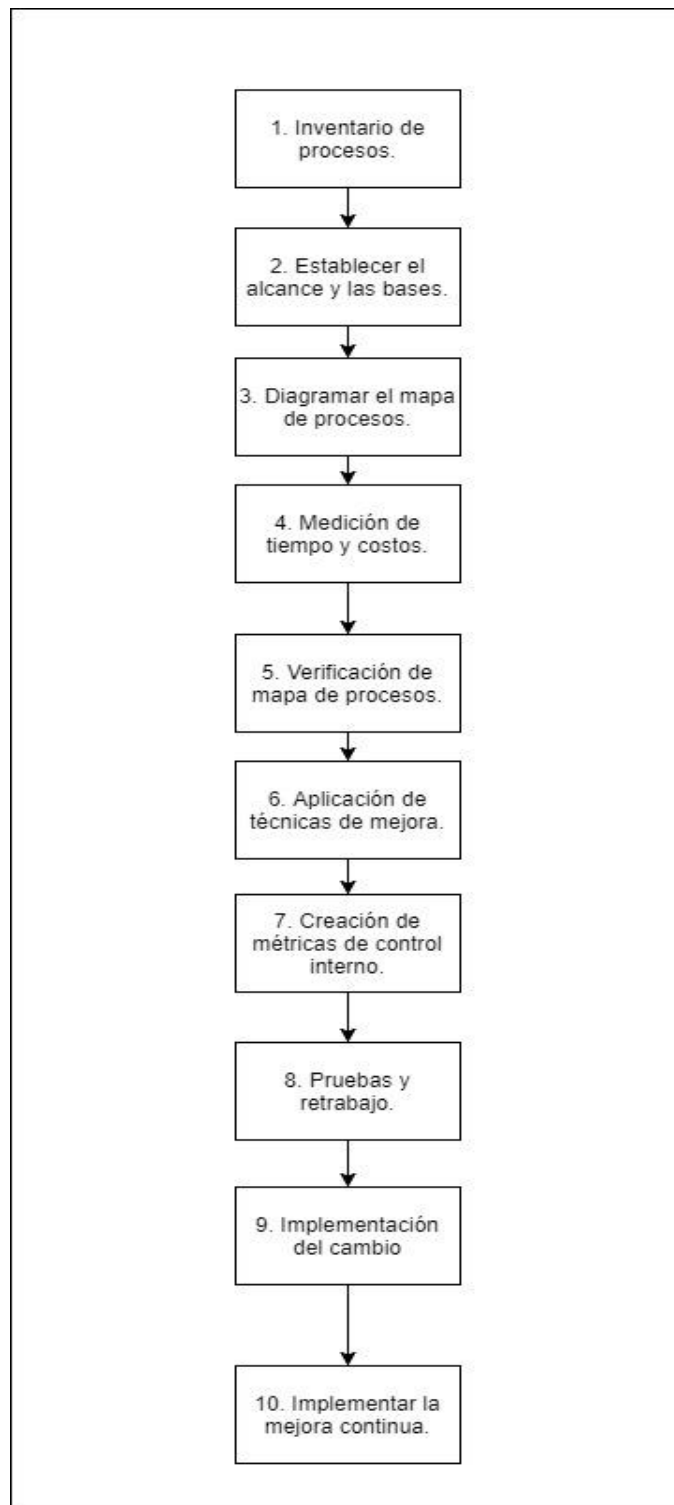 1. Inventario de
procesos.
2. Establecer el
alcance y las bases.
3. Diagramar el mapa
de procesos.
4. Medición de
tiempo y costos.
5. Verificación de
mapa de procesos.
6. Aplicación de
técnicas de mejora.
7. Creación de
métricas de control
interno.
8. Pruebas y
retrabajo.
9. Implementación
del cambio
10. Implementar la
mejora continua.